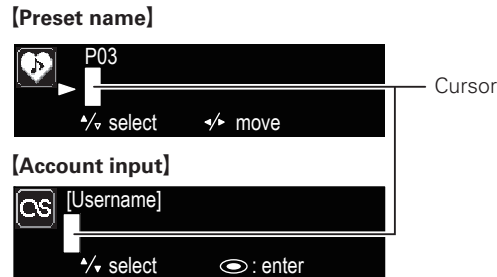 【Preset name】
P03
Cursor
select move
【Account input】
[Username]
select : enter